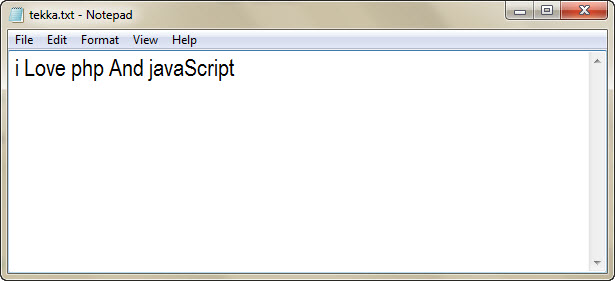 tekka.txt - Notepad
File Edit Format View Help
i Love php And javaScript